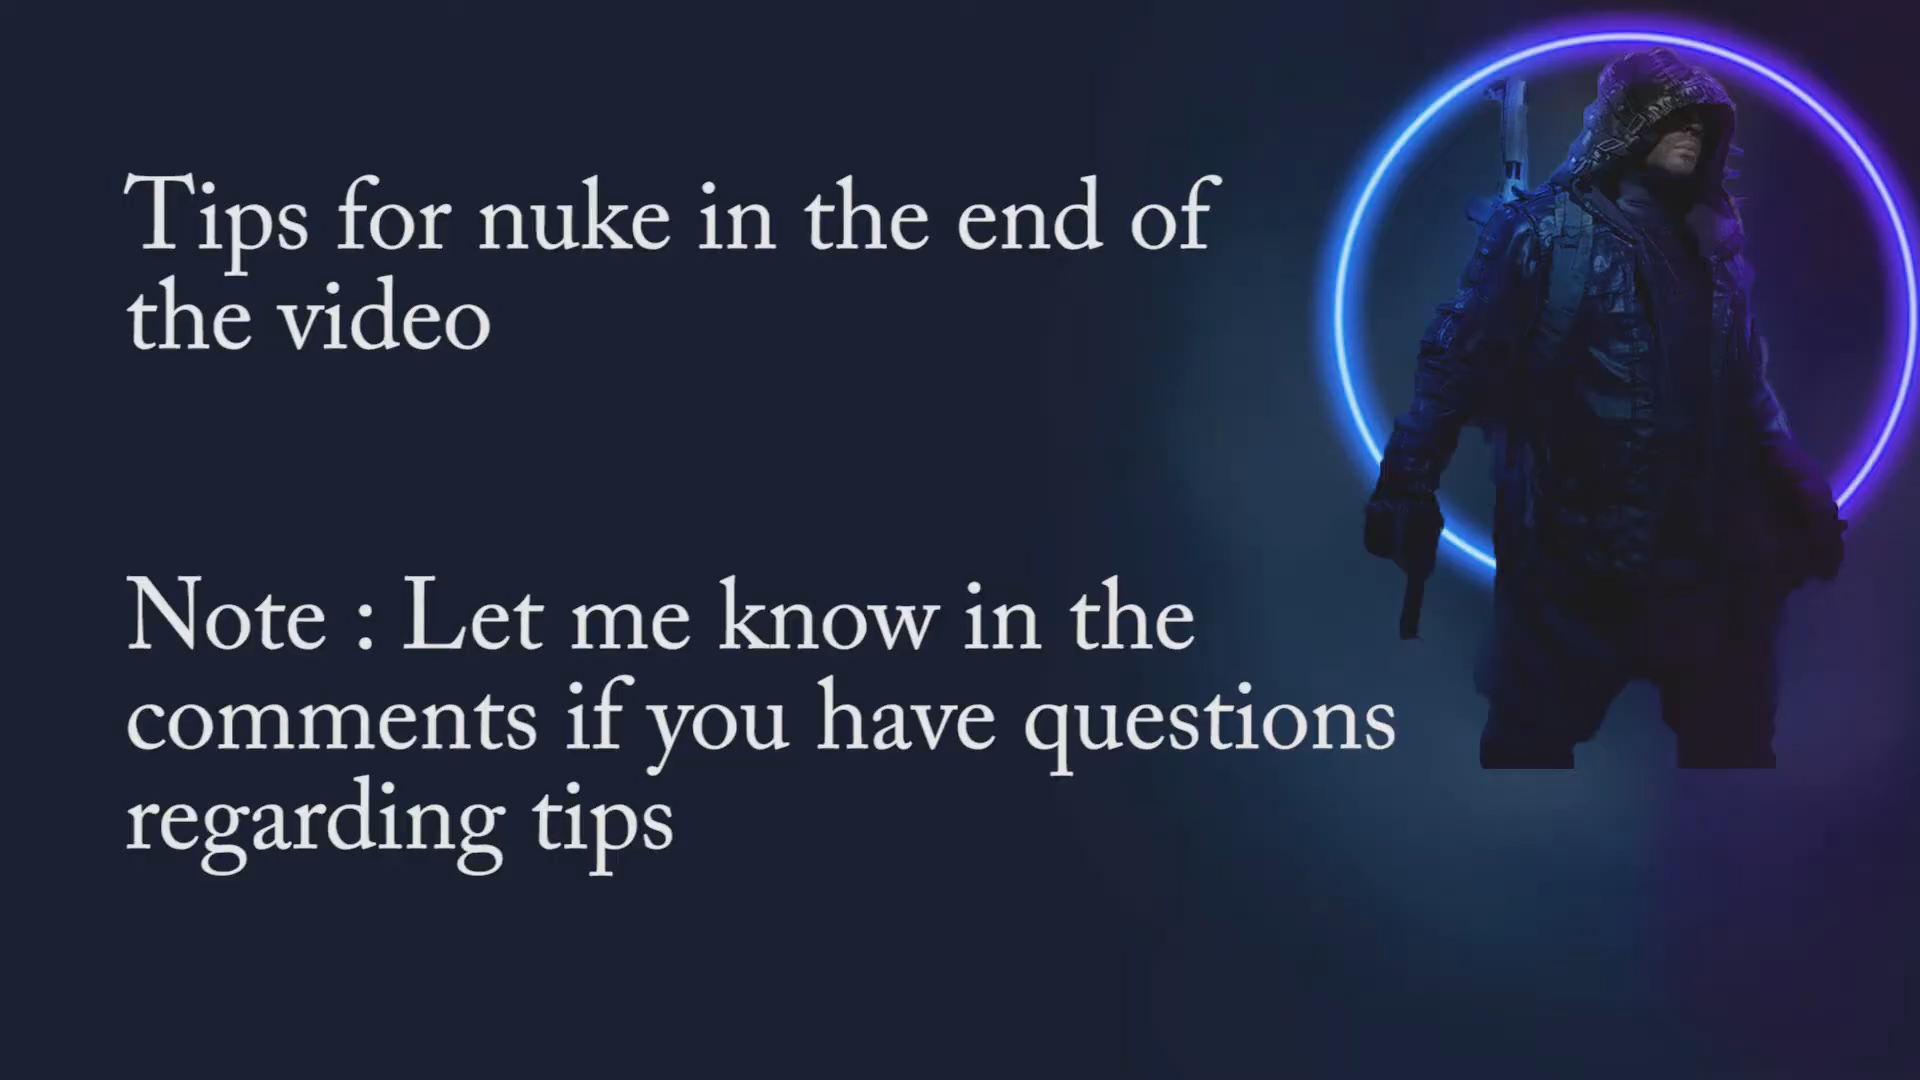 Tips for nuke in the end of
the video
Note : Let me know in the
comments if you have questions
regarding tips